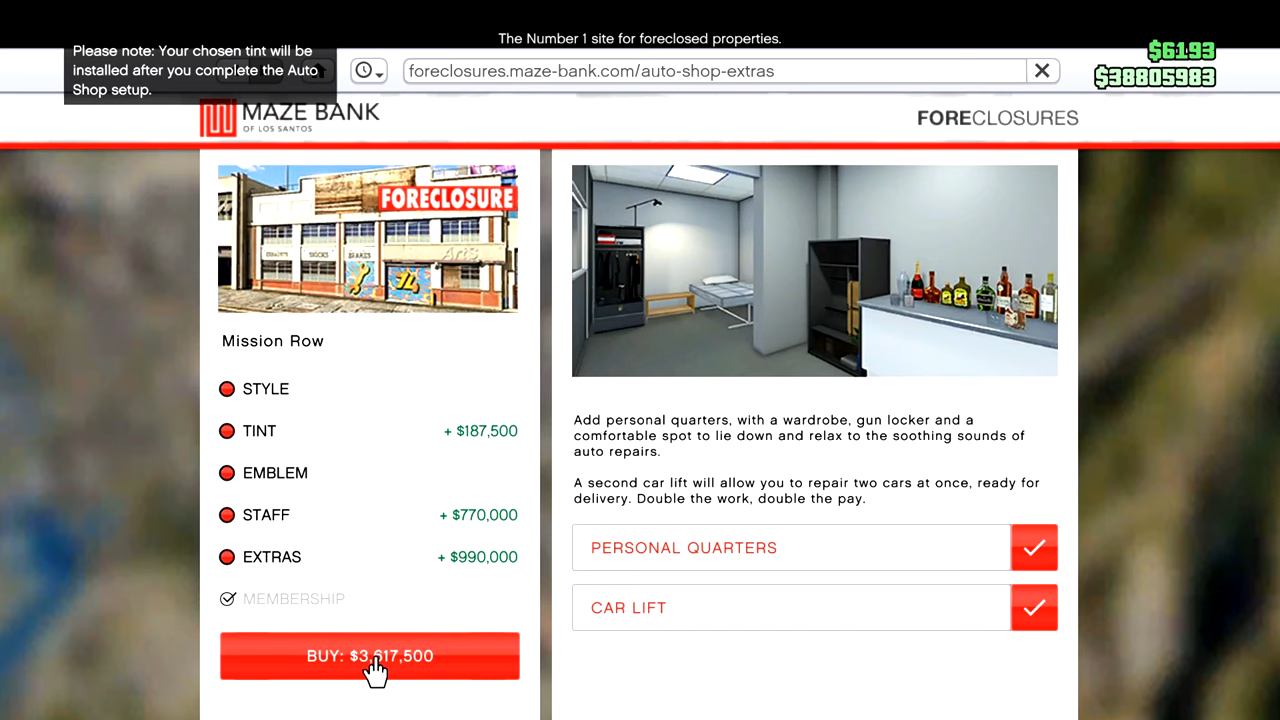 The Number 1 site for foreclosed properties.
Please note: Your chosen tint will be
installed after you complete the Auto
Shop setup.
foreclosures.maze-bank.com/auto-shop-extras
$6193
$38805983
MAZE BANK
OF LOS SANTOS
FORECLOSURES
FORECLOSURE
BRAKES
Mission Row
STYLE
TINT + $187,500
EMBLEM
STAFF + $770,000
EXTRAS + $990,000
MEMBERSHIP
BUY: $3,617,500
Add personal quarters, with a wardrobe, gun locker and a
comfortable spot to lie down and relax to the soothing sounds of
auto repairs.
A second car lift will allow you to repair two cars at once, ready for
delivery. Double the work, double the pay.
PERSONAL QUARTERS
CAR LIFT